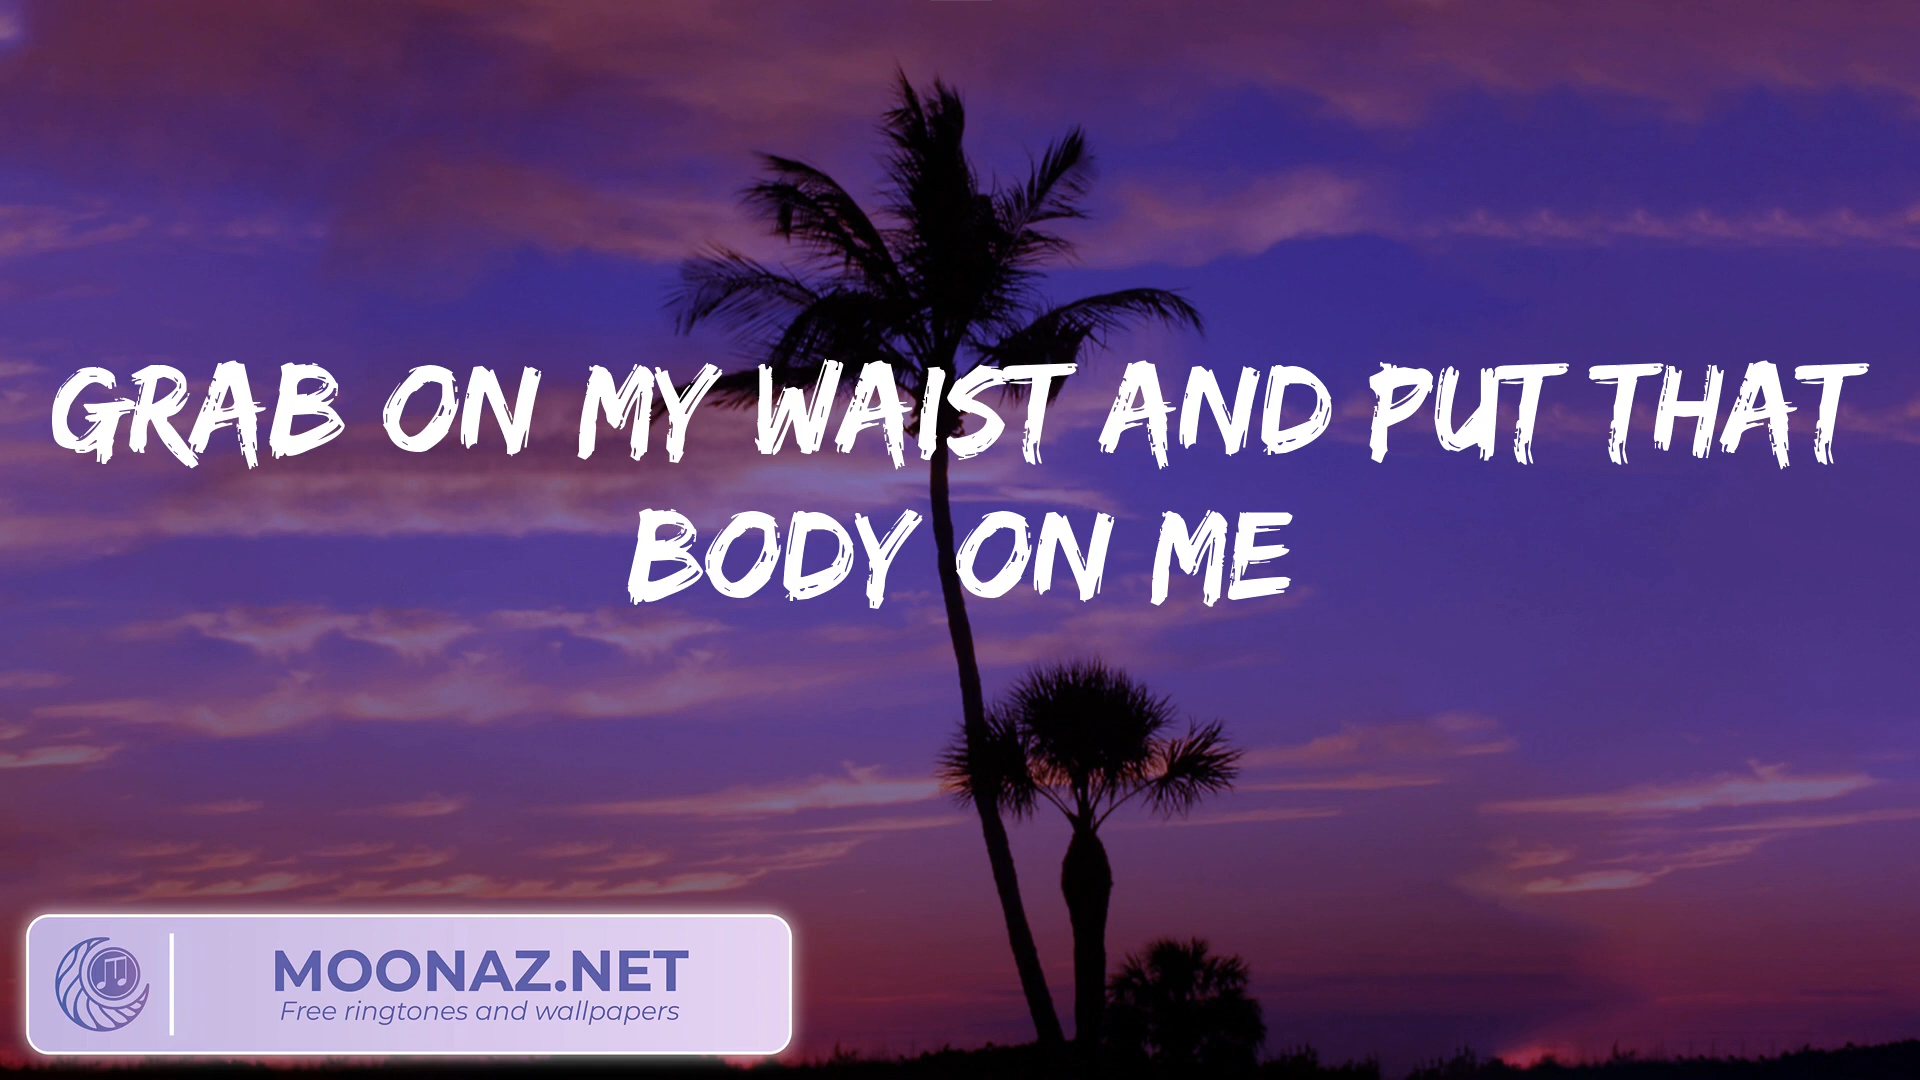 GRAB ON MY WAIST AND PUT THAT
BODY ON ME
MOONAZ.NET
Free ringtones and wallpapers